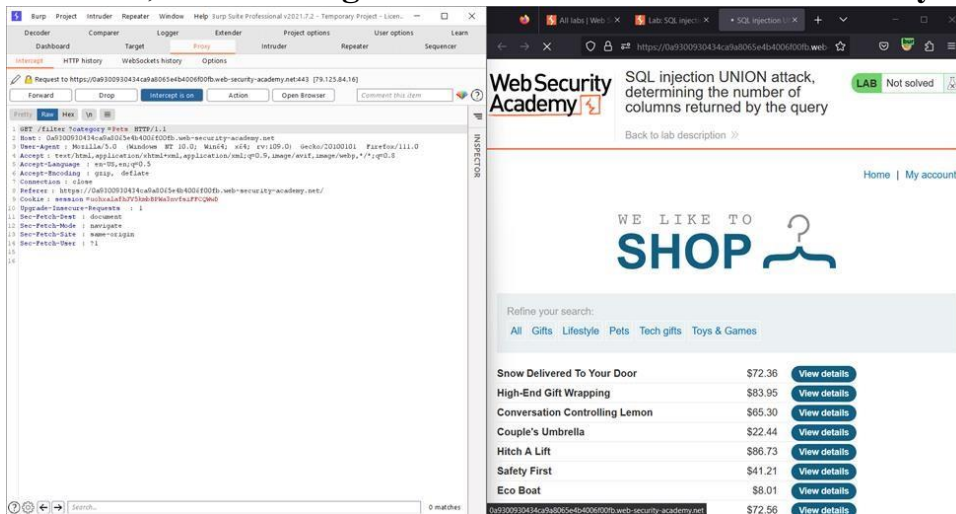 Burp Project Intruder Repeater Window Help Burp Suite Professional v2021.7.2 - Temporary Project - Licen...
Decoder Comparer Logger Extender Project options User options Learn
Dashboard Target Proxy Intruder Repeater Sequencer
Intercept HTTP history WebSockets history Options
Request to https://0a9300930434ca9a8065e4b4006f00fb.web-security-academy.net:443 [79.125.84.16]
Forward Drop Intercept is on Action Open Browser Comment this item
Pretty Raw Hex \n
INSPECTOR
1 GET /filter?category=Pets HTTP/1.1
2 Host: 0a9300930434ca9a8065e4b4006f00fb.web-security-academy.net
3 User-Agent: Mozilla/5.0 (Windows NT 10.0; Win64; x64; rv:109.0) Gecko/20100101 Firefox/111.0
4 Accept: text/html,application/xhtml+xml,application/xml;q=0.9,image/avif,image/webp,*/*;q=0.8
5 Accept-Language: en-US,en;q=0.5
6 Accept-Encoding: gzip, deflate
7 Connection: close
8 Referer: https://0a9300930434ca9a8065e4b4006f00fb.web-security-academy.net/
9 Cookie: session=
10 Upgrade-Insecure-Requests: 1
11 Sec-Fetch-Dest: document
12 Sec-Fetch-Mode: navigate
13 Sec-Fetch-Site: same-origin
14 Sec-Fetch-User: ?1
15
16
Search... 0 matches
All labs | Web S Lab: SQL injecti • SQL injection U
https://0a9300930434ca9a8065e4b4006f00fb.web
Web Security Academy
SQL injection UNION attack,
determining the number of
columns returned by the query
LAB Not solved
Back to lab description
Home | My account
WE LIKE TO
SHOP
Refine your search:
All Gifts Lifestyle Pets Tech gifts Toys & Games
Snow Delivered To Your Door $72.36 View details
High-End Gift Wrapping $83.95 View details
Conversation Controlling Lemon $65.30 View details
Couple's Umbrella $22.44 View details
Hitch A Lift $86.73 View details
Safety First $41.21 View details
Eco Boat $8.01 View details
0a9300930434ca9a8065e4b4006f00fb.web-security-academy.net $72.56 View details